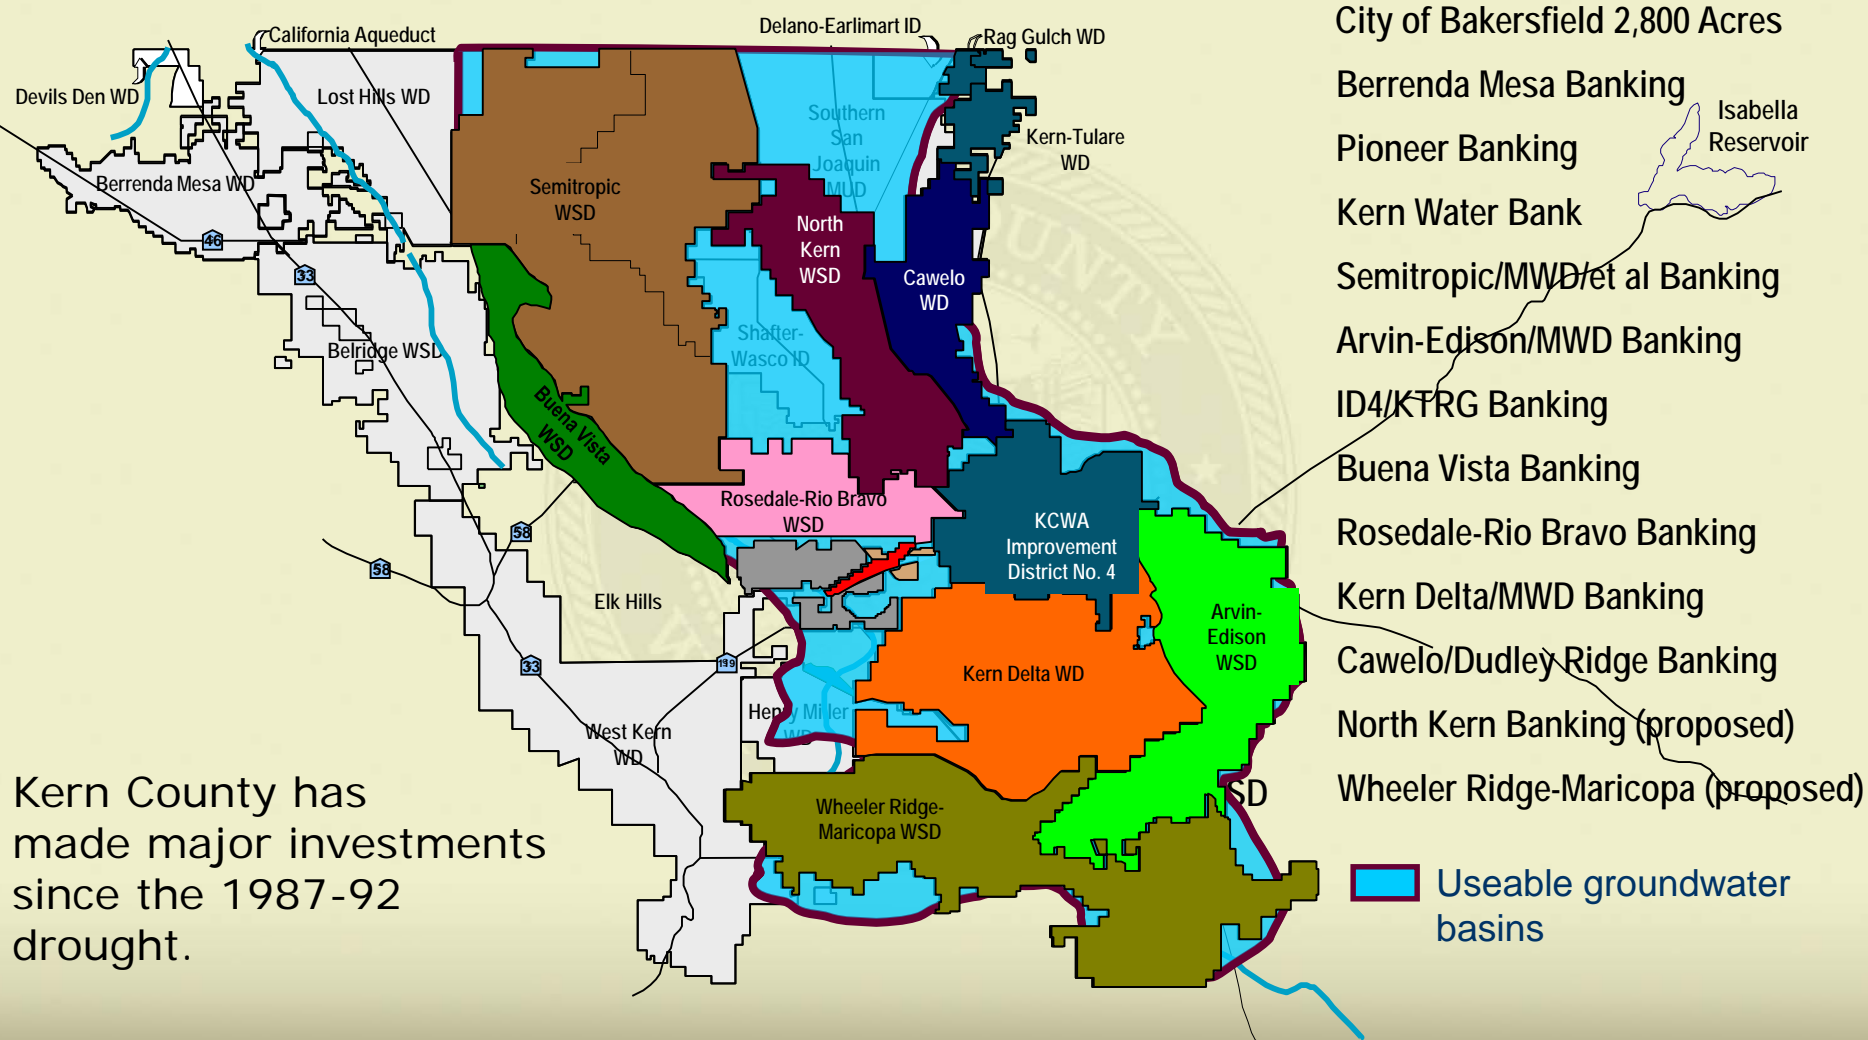 California Aqueduct
Delano-Earlimart ID
Rag Gulch WD
Devils Den WD
Lost Hills WD
Southern
San
Joaquin
MUD
Kern-Tulare
WD
Berrenda Mesa WD
Semitropic
WSD
North
Kern
WSD
Cawelo
WD
46
33
Belridge WSD
Shafter-
Wasco ID
Buena Vista
WSD
Rosedale-Rio Bravo
WSD
KCWA
Improvement
District No. 4
58
58
Elk Hills
Arvin-
Edison
WSD
33
119
Kern Delta WD
Henry Miller
WD
West Kern
WD
Wheeler Ridge-
Maricopa WSD
SD
Isabella
Reservoir
City of Bakersfield 2,800 Acres
Berrenda Mesa Banking
Pioneer Banking
Kern Water Bank
Semitropic/MWD/et al Banking
Arvin-Edison/MWD Banking
ID4/KTRG Banking
Buena Vista Banking
Rosedale-Rio Bravo Banking
Kern Delta/MWD Banking
Cawelo/Dudley Ridge Banking
North Kern Banking (proposed)
Wheeler Ridge-Maricopa (proposed)
Kern County has
made major investments
since the 1987-92
drought.
Useable groundwater
basins